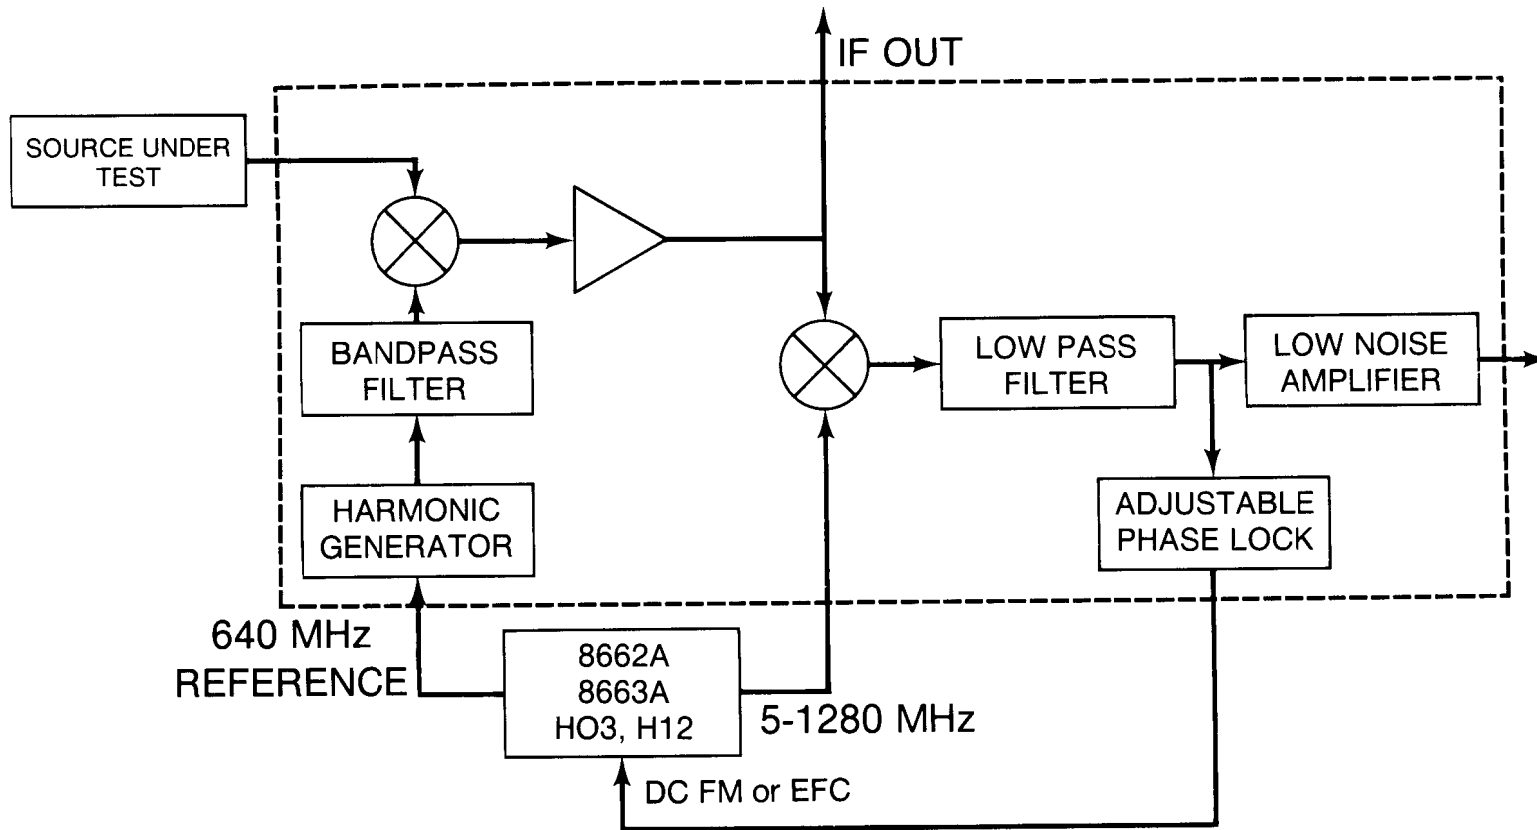 IF OUT
SOURCE UNDER
TEST
BANDPASS
FILTER
LOW PASS
FILTER
LOW NOISE
AMPLIFIER
HARMONIC
GENERATOR
ADJUSTABLE
PHASE LOCK
640 MHz
REFERENCE
8662A
8663A
HO3, H12
5-1280 MHz
DC FM or EFC